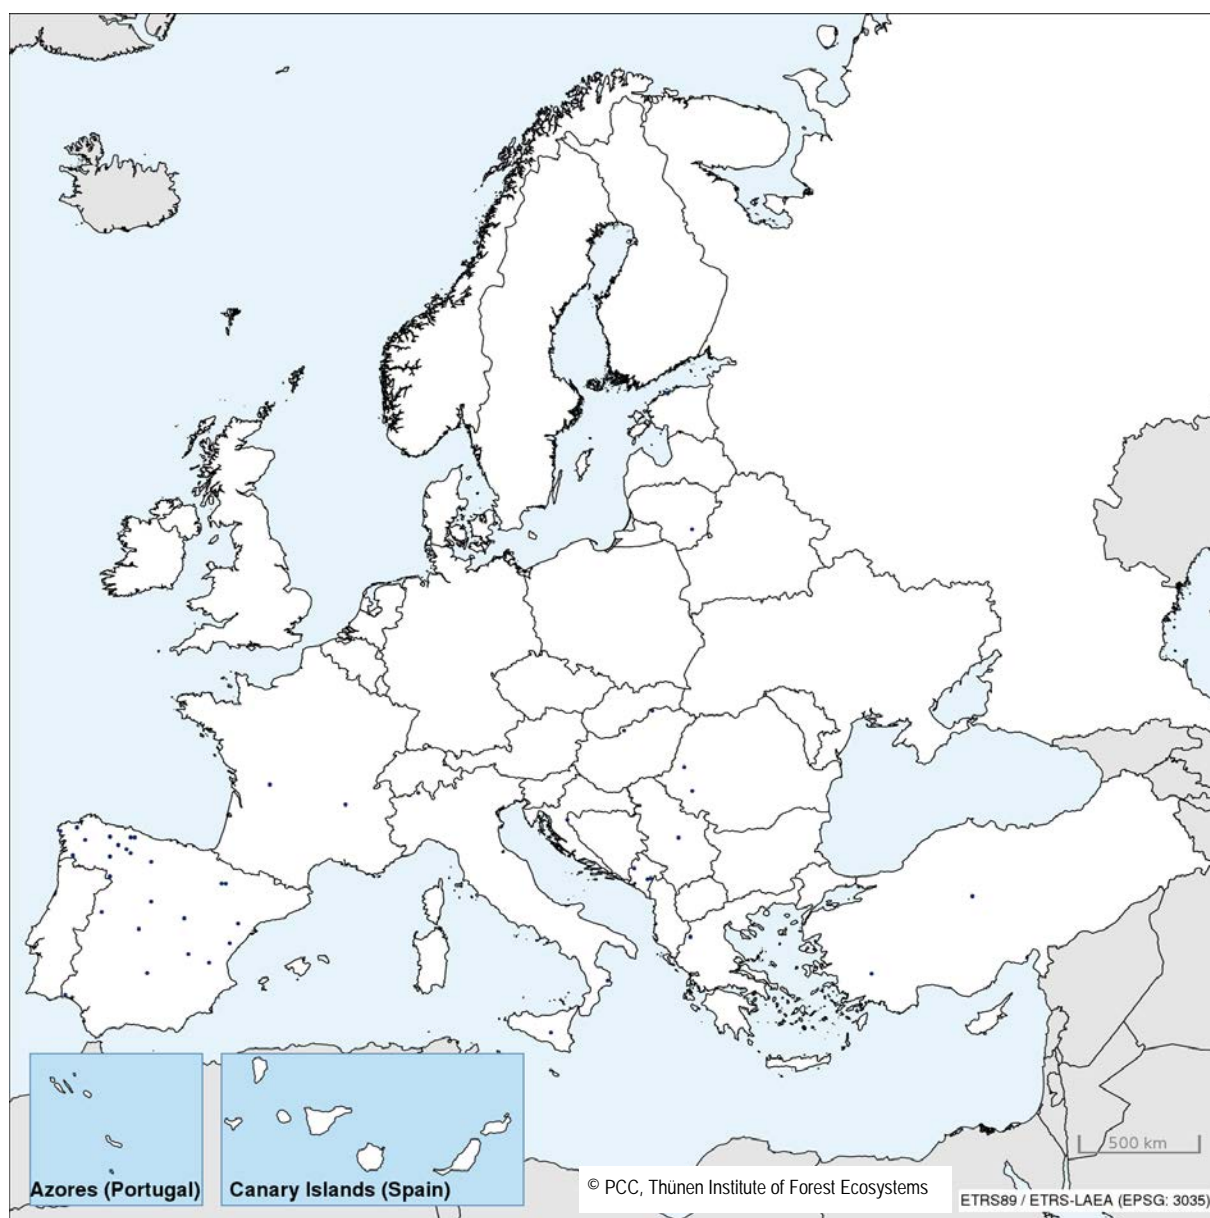 500 km
Azores (Portugal)
Canary Islands (Spain)
© PCC, Thünen Institute of Forest Ecosystems
ETRS89 / ETRS-LAEA (EPSG: 3035)